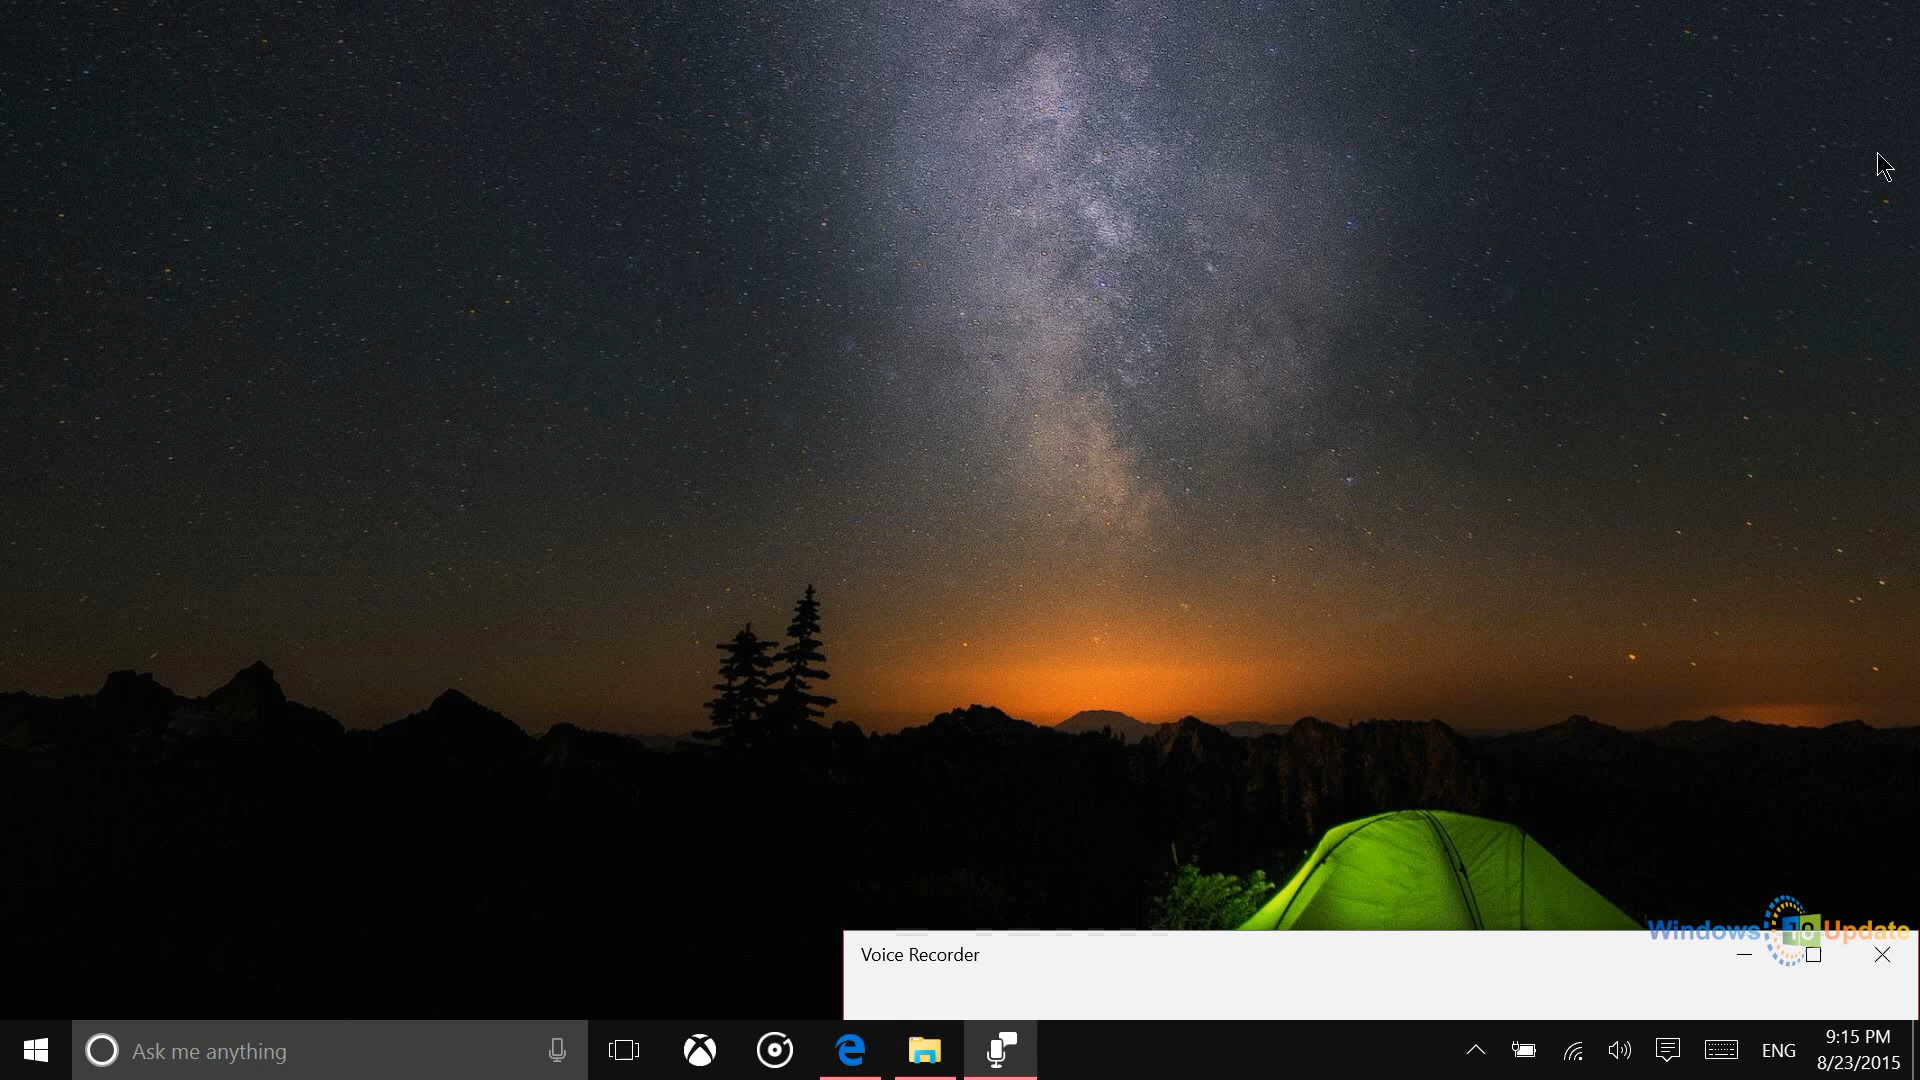 Windows 10 Update
Voice Recorder
Ask me anything
ENG
9:15 PM
8/23/2015